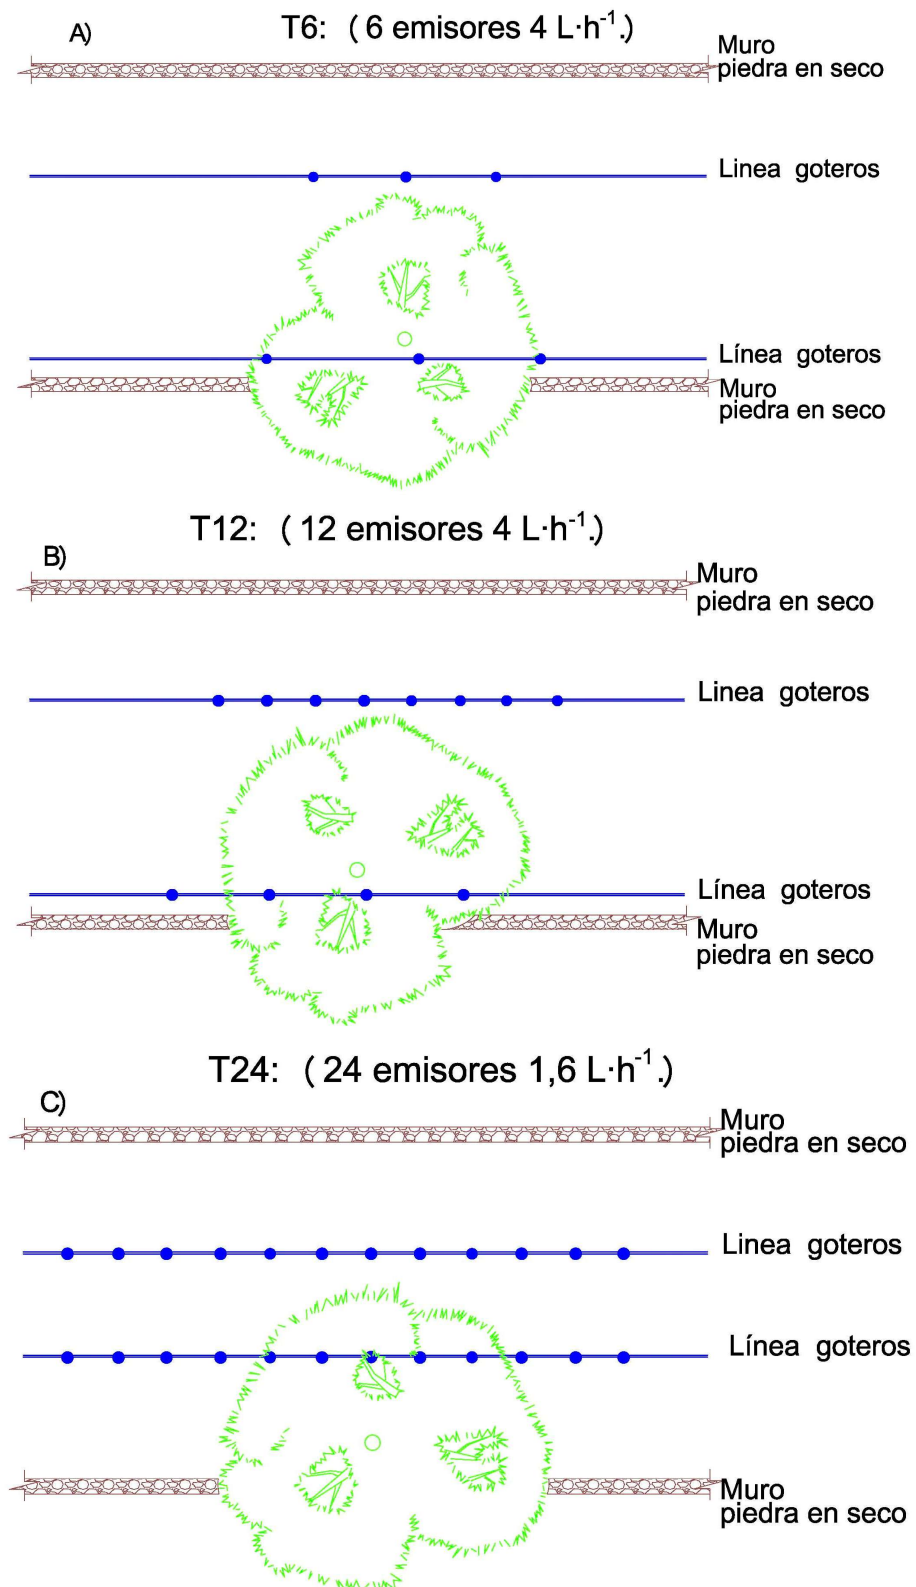 A)
T6: ( 6 emisores 4 L·h⁻¹.)
Muro
piedra en seco
Linea goteros
Línea goteros
Muro
piedra en seco
T12: ( 12 emisores 4 L·h⁻¹.)
B)
Muro
piedra en seco
Linea goteros
Línea goteros
Muro
piedra en seco
T24: ( 24 emisores 1,6 L·h⁻¹.)
C)
Muro
piedra en seco
Linea goteros
Línea goteros
Muro
piedra en seco